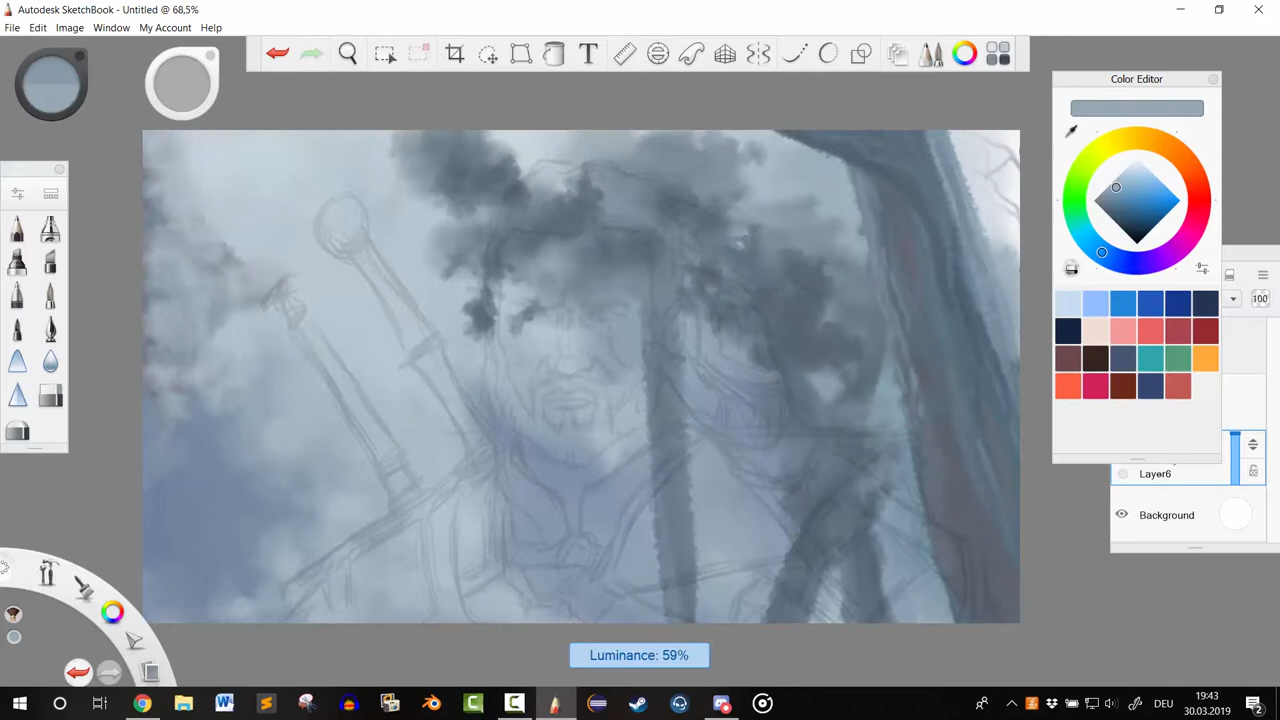 Autodesk SketchBook - Untitled @ 68,5%
File Edit Image Window My Account Help
Color Editor
100
Layer6
Background
Luminance: 59%
DEU
19:43
30.03.2019
2